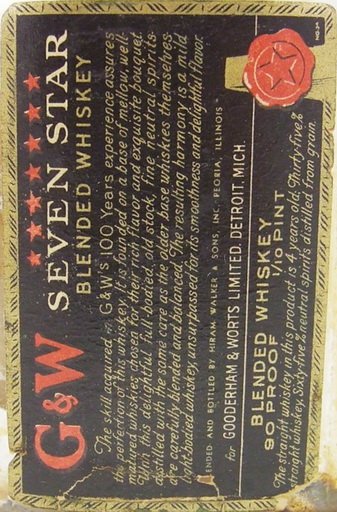 G&W
SEVEN STAR
BLENDED WHISKEY
The skill acquired in G&W's 100 Years experience assures
the perfection of this whiskey. It is founded on a base of mellow, well-
matured whiskies chosen for their rich flavor and exquisite bouquet.
With this delightful full-bodied, old stock, fine neutral spirits
distilled with the same care as the older base whiskies themselves
are carefully blended and balanced. The resulting harmony is a mild
light-bodied whiskey, unsurpassed for its smoothness and delightful flavor.
BLENDED AND BOTTLED BY HIRAM WALKER & SONS, INC. PEORIA, ILLINOIS
for GOODERHAM & WORTS LIMITED, DETROIT, MICH.
BLENDED WHISKEY
90 PROOF 1/10 PINT
The straight whiskey in this product is 4 years old. Thirty-five%
straight whiskey. Sixty-five% neutral spirits distilled from grain.